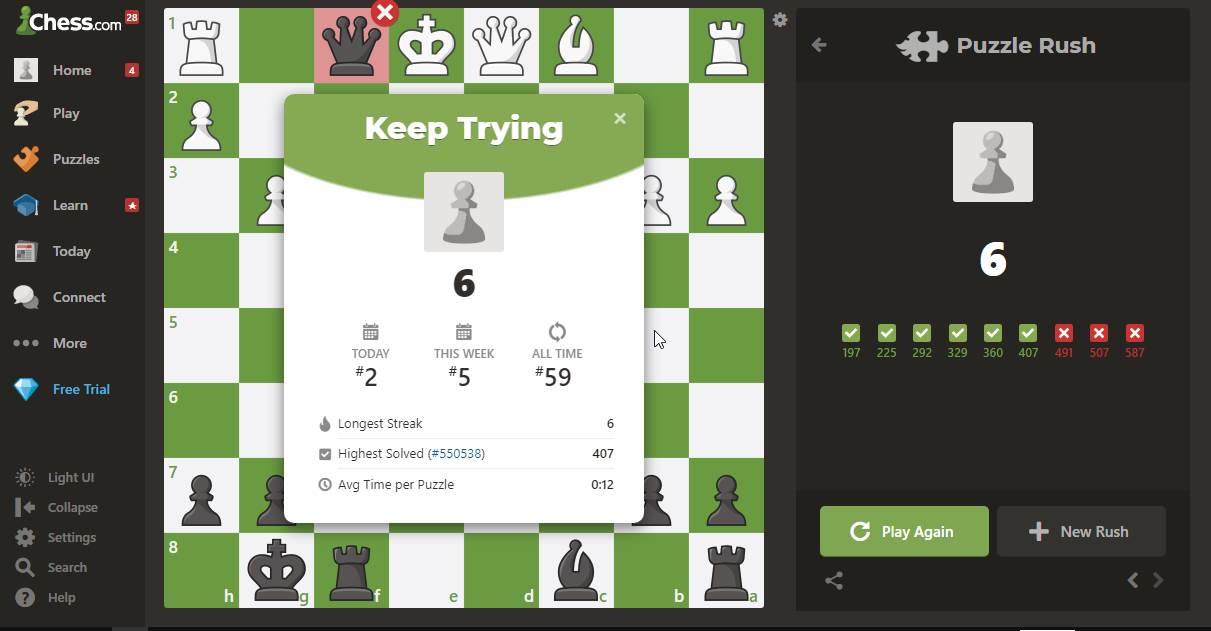 Chess.com 28
Home 4
Play
Puzzles
Learn
Today
Connect
More
Free Trial
Light UI
Collapse
Settings
Search
Help
1
2
3
4
5
6
7
8
h g f e d c b a
Keep Trying ×
6
TODAY THIS WEEK ALL TIME
#2 #5 #59
Longest Streak 6
Highest Solved (#550538) 407
Avg Time per Puzzle 0:12
Puzzle Rush
6
197 225 292 329 360 407 491 507 587
Play Again New Rush